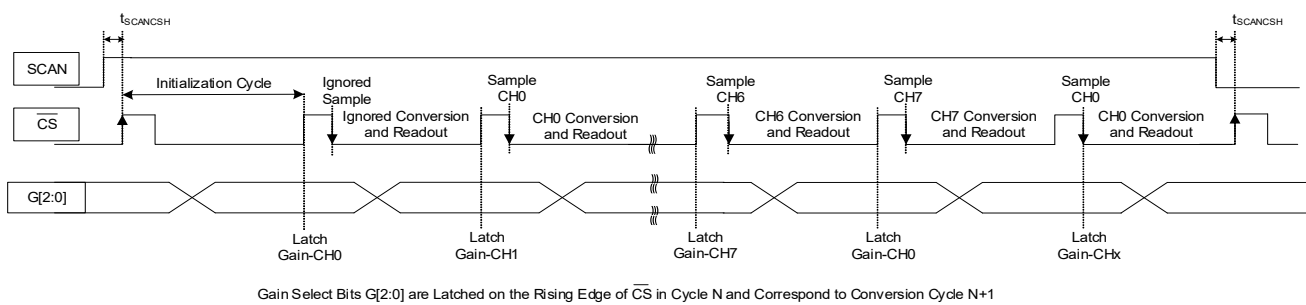 tSCANCSH
tSCANCSH
SCAN
Initialization Cycle
Ignored
Sample
Sample
CH0
Sample
CH6
Sample
CH7
Sample
CH0
CS
Ignored Conversion
and Readout
CH0 Conversion
and Readout
CH6 Conversion
and Readout
CH7 Conversion
and Readout
CH0 Conversion
and Readout
G[2:0]
Latch
Gain-CH0
Latch
Gain-CH1
Latch
Gain-CH7
Latch
Gain-CH0
Latch
Gain-CHx
Gain Select Bits G[2:0] are Latched on the Rising Edge of CS in Cycle N and Correspond to Conversion Cycle N+1